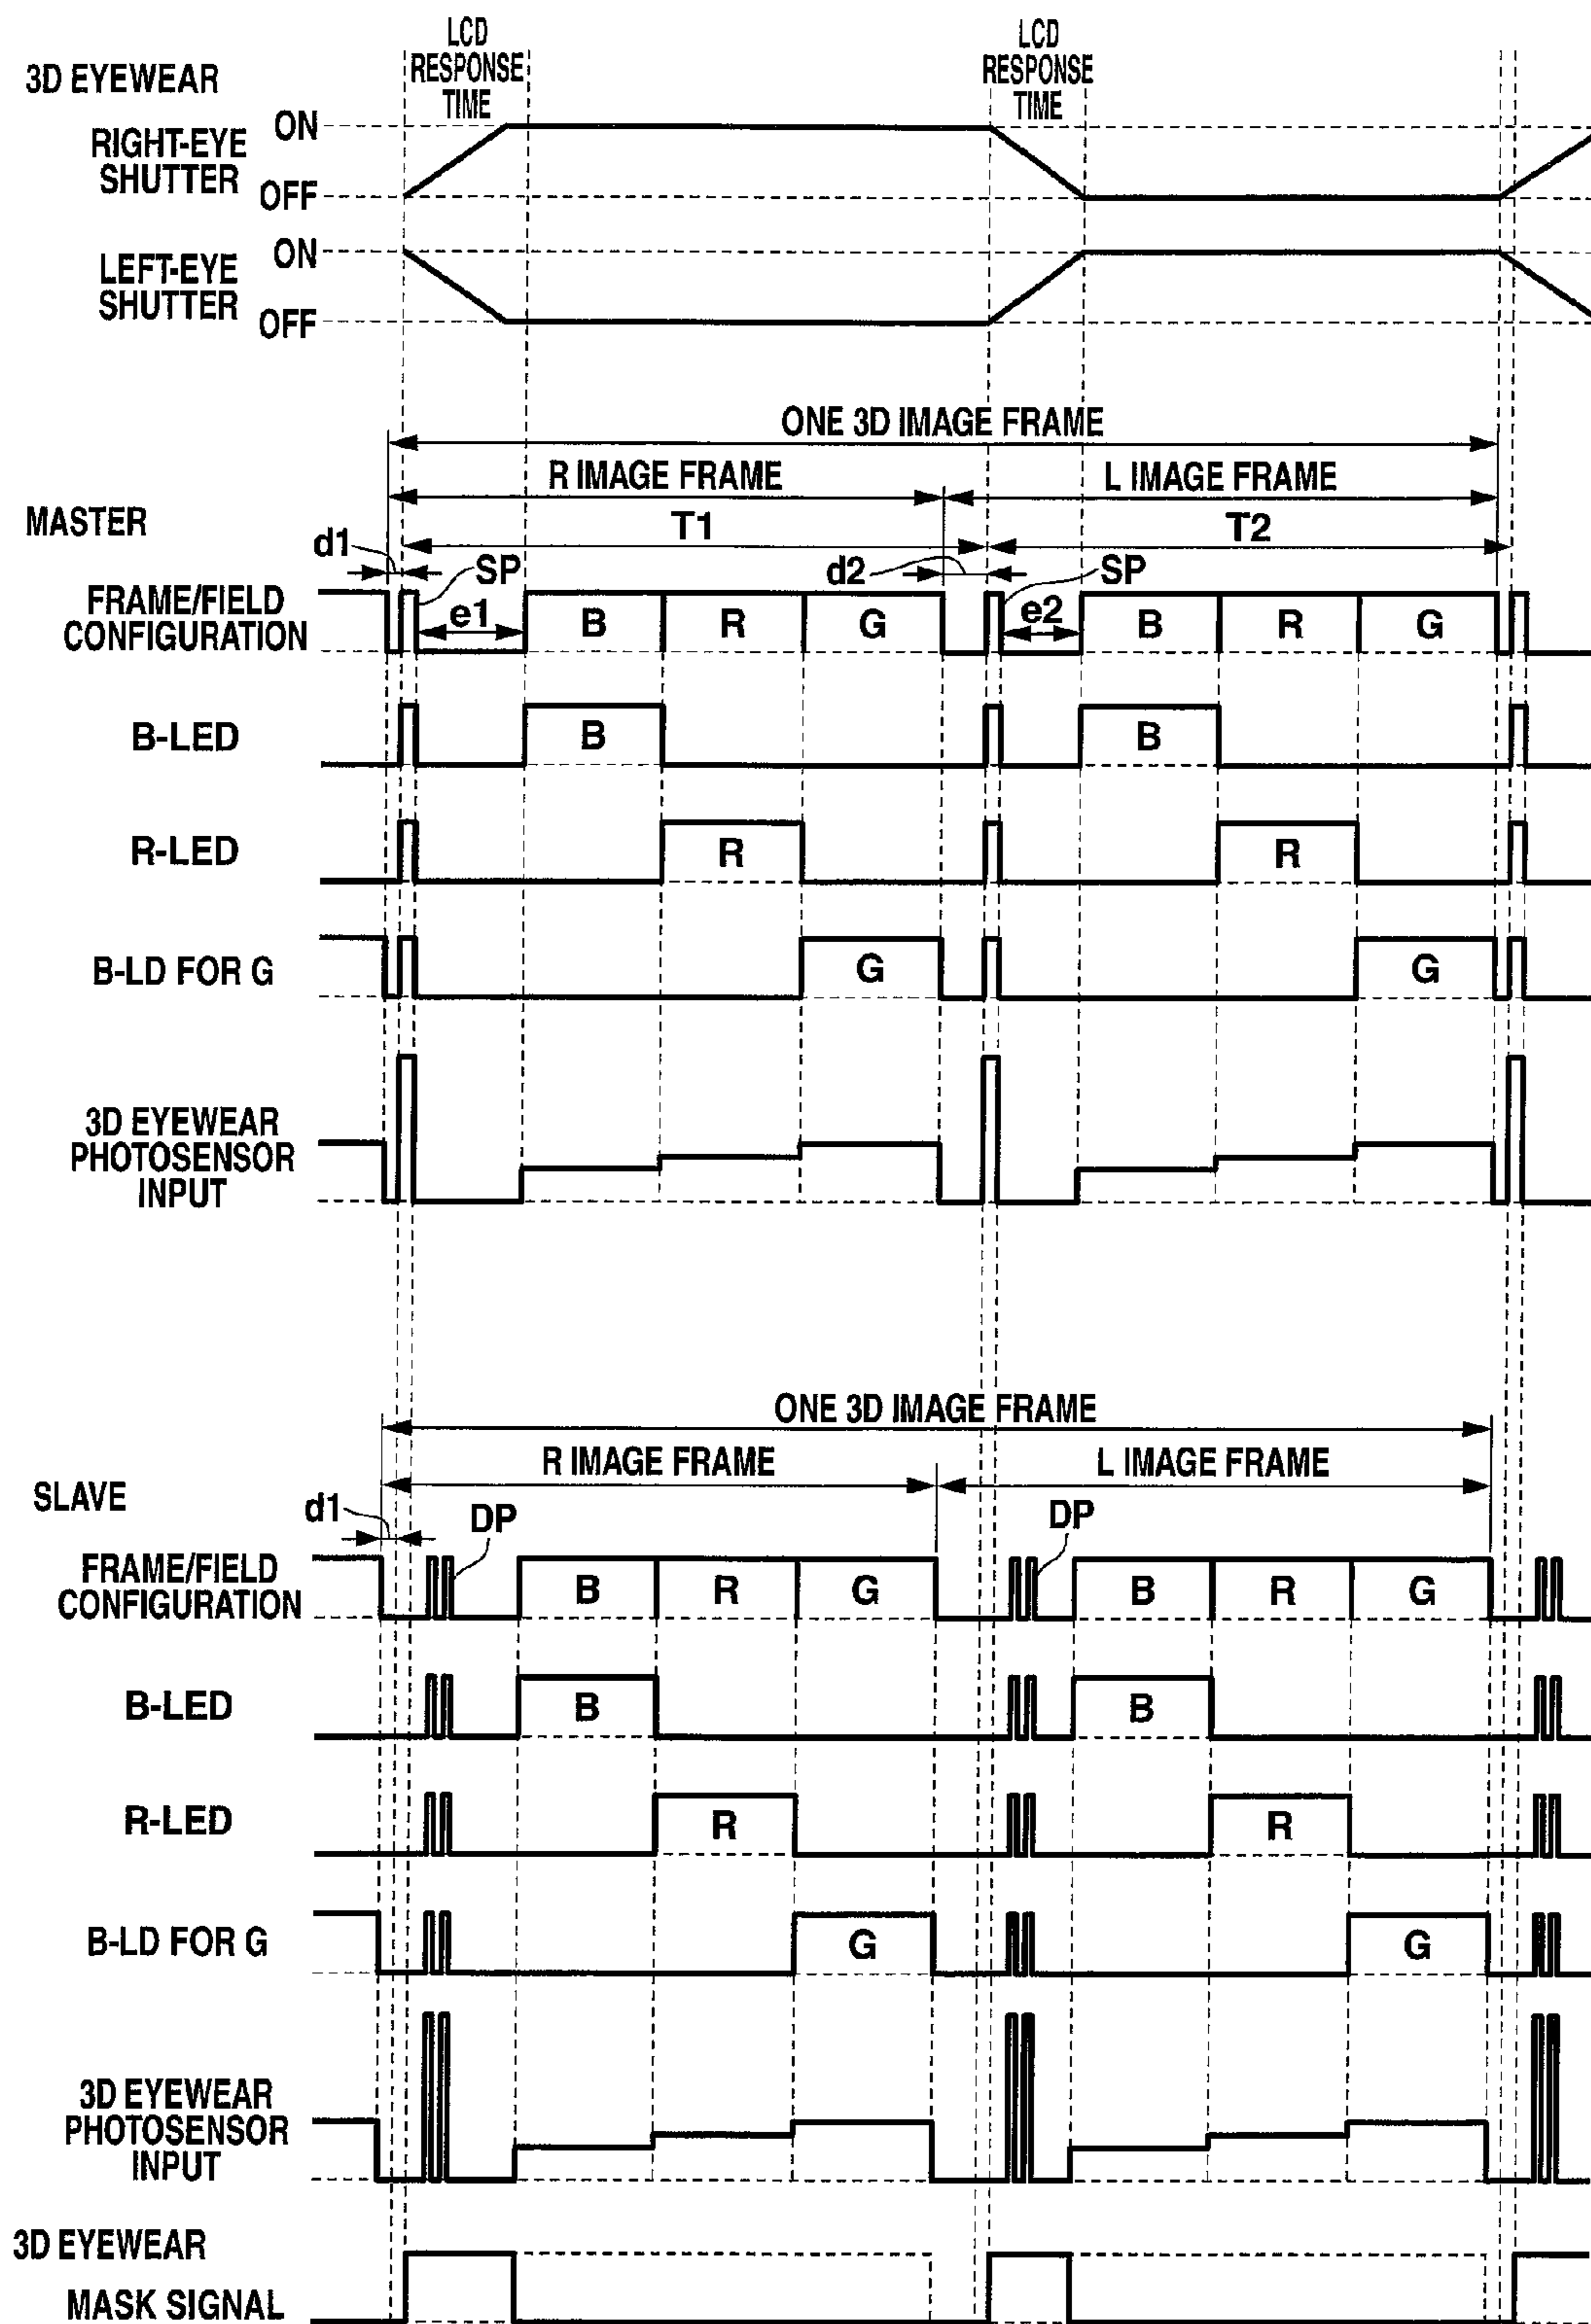 LCD
RESPONSE
TIME
LCD
RESPONSE
TIME
3D EYEWEAR
RIGHT-EYE
SHUTTER
ON
OFF
LEFT-EYE
SHUTTER
ON
OFF
ONE 3D IMAGE FRAME
R IMAGE FRAME
L IMAGE FRAME
MASTER
T1
T2
d1
SP
d2
SP
FRAME/FIELD
CONFIGURATION
e1
B
R
G
e2
B
R
G
B-LED
B
B
R-LED
R
R
B-LD FOR G
G
G
3D EYEWEAR
PHOTOSENSOR
INPUT
ONE 3D IMAGE FRAME
R IMAGE FRAME
L IMAGE FRAME
SLAVE
d1
DP
DP
FRAME/FIELD
CONFIGURATION
B
R
G
B
R
G
B-LED
B
B
R-LED
R
R
B-LD FOR G
G
G
3D EYEWEAR
PHOTOSENSOR
INPUT
3D EYEWEAR
MASK SIGNAL